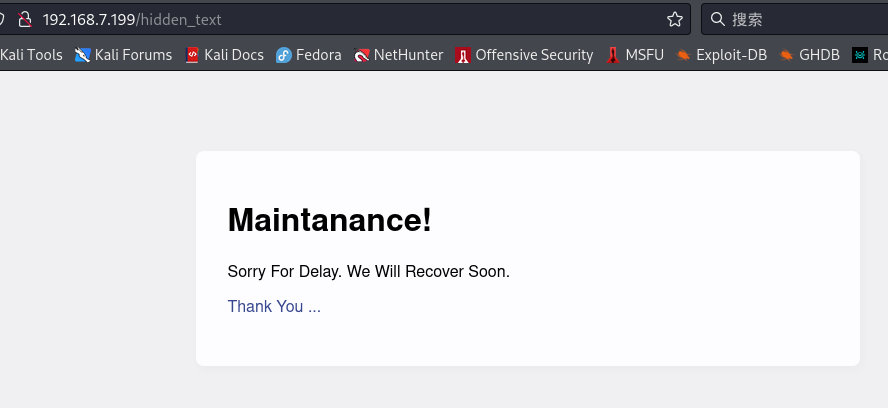 192.168.7.199/hidden_text
搜索
Kali Tools Kali Forums Kali Docs Fedora NetHunter Offensive Security MSFU Exploit-DB GHDB
Maintanance!
Sorry For Delay. We Will Recover Soon.
Thank You ...